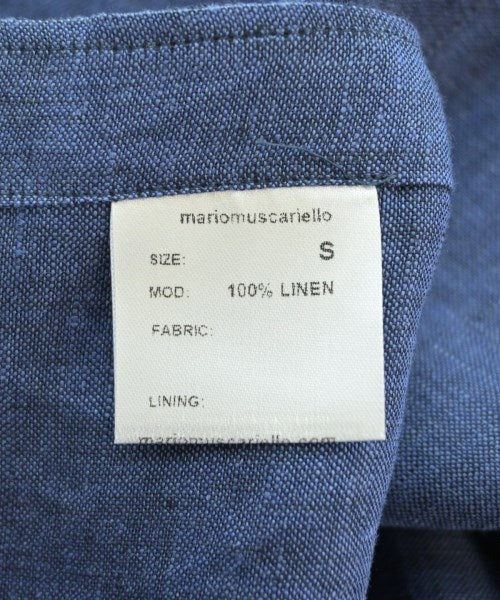 mariomuscariello
SIZE: S
MOD: 100% LINEN
FABRIC:
LINING:
mariomuscariello.com